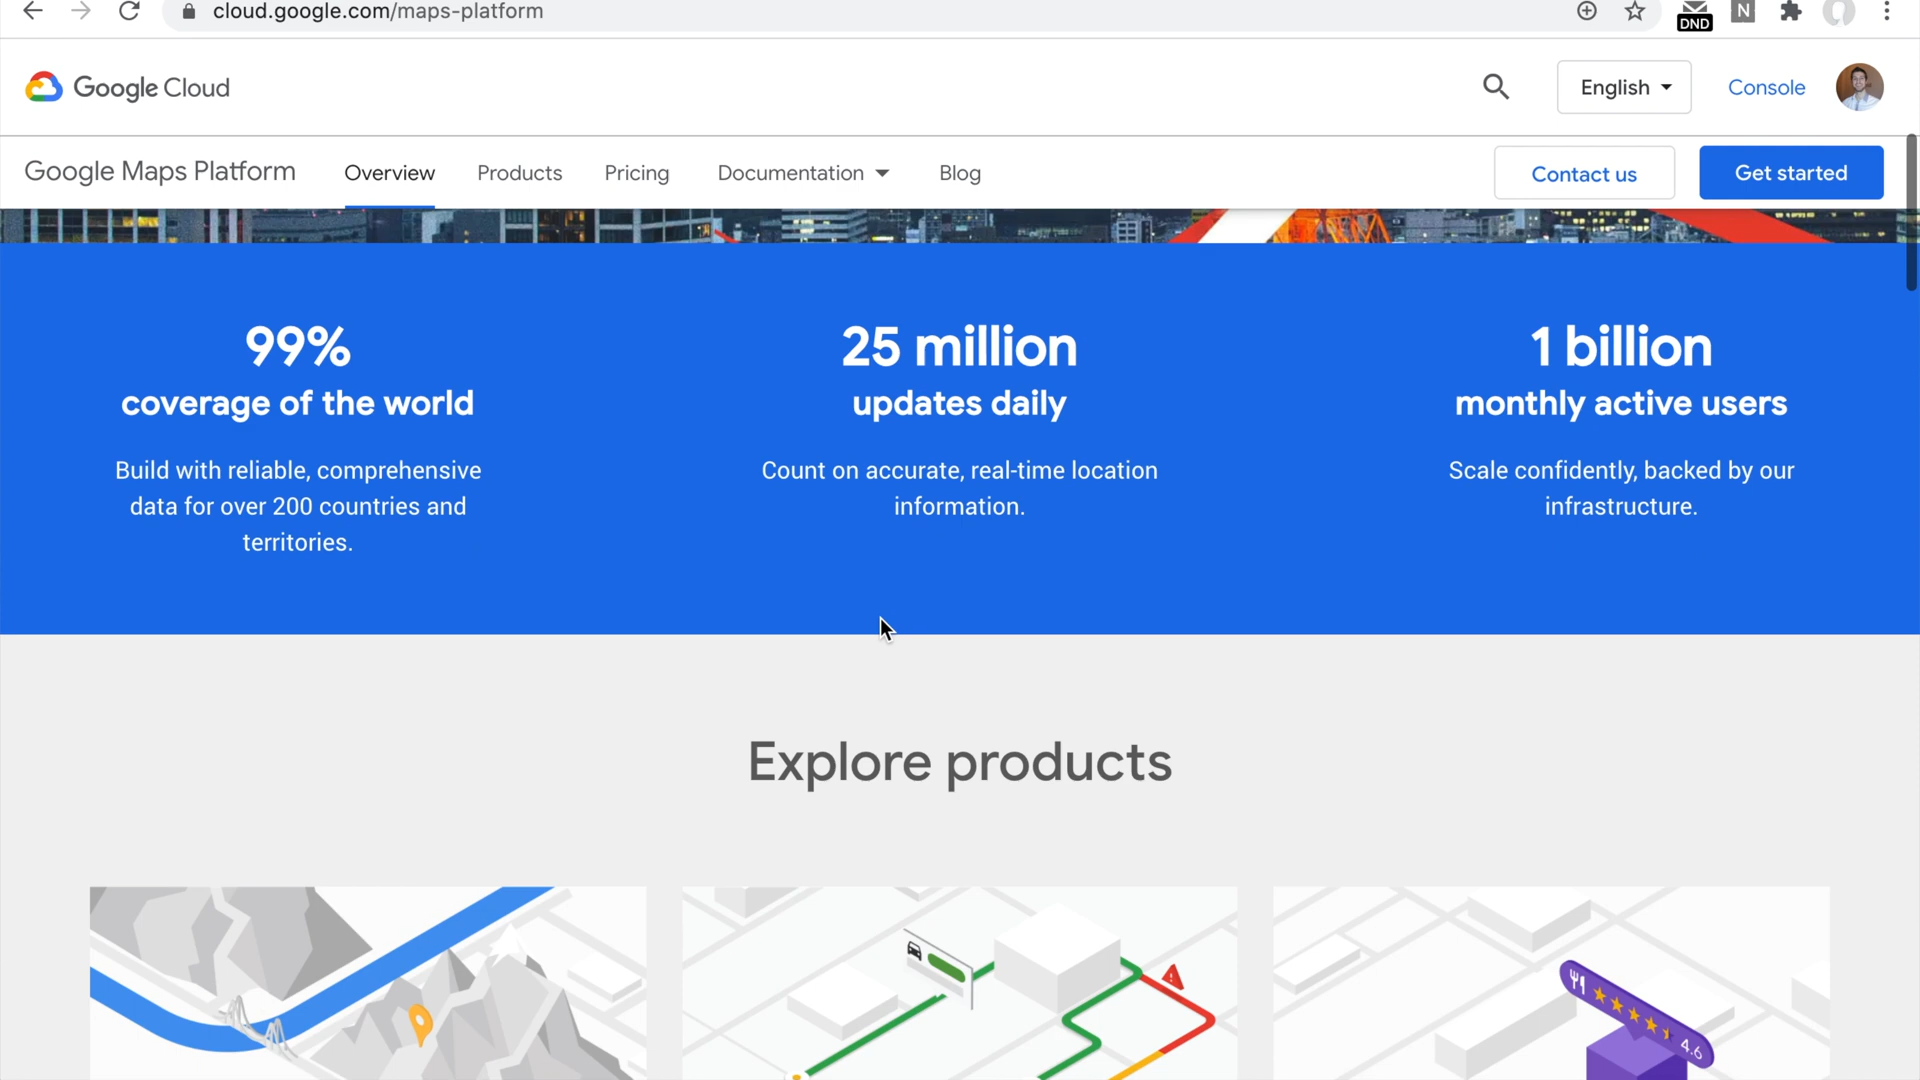 cloud.google.com/maps-platform
DND
N
Google Cloud
English
Console
Google Maps Platform
Overview
Products
Pricing
Documentation
Blog
Contact us
Get started
99%
coverage of the world
Build with reliable, comprehensive
data for over 200 countries and
territories.
25 million
updates daily
Count on accurate, real-time location
information.
1 billion
monthly active users
Scale confidently, backed by our
infrastructure.
Explore products
4.6